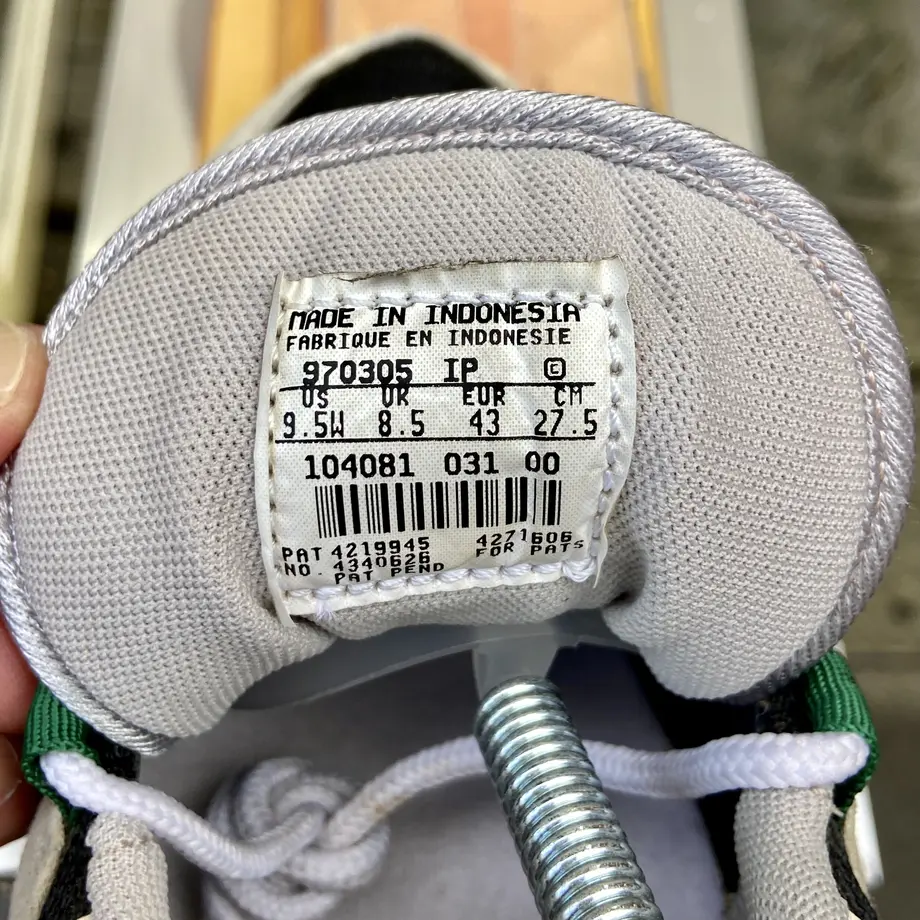 MADE IN INDONESIA
FABRIQUE EN INDONESIE
970305 IP ©
US UK EUR CM
9.5W 8.5 43 27.5
104081 031 00
PAT 4219945 4271606
NO. 4340626 FOR PATS
PAT PEND